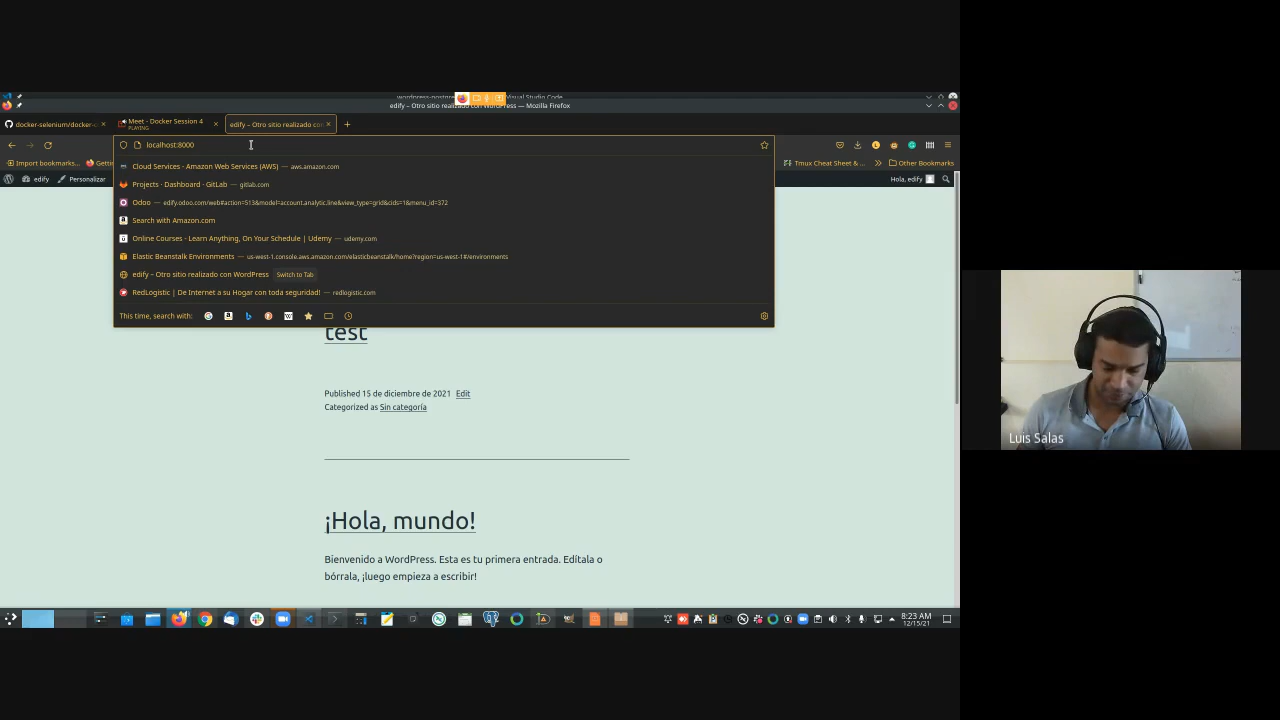 edify – Otro sitio realizado con WordPress — Mozilla Firefox
docker-selenium/docker-c
Meet - Docker Session 4
PLAYING
edify – Otro sitio realizado co
localhost:8000
Import bookmarks...
Tmux Cheat Sheet & ...
Other Bookmarks
edify
Personalizar
Hola, edify
Cloud Services - Amazon Web Services (AWS) — aws.amazon.com
Projects · Dashboard · GitLab — gitlab.com
Odoo — edify.odoo.com/web#action=513&model=account.analytic.line&view_type=grid&cids=1&menu_id=372
Search with Amazon.com
Online Courses - Learn Anything, On Your Schedule | Udemy — udemy.com
Elastic Beanstalk Environments — us-west-1.console.aws.amazon.com/elasticbeanstalk/home?region=us-west-1#/environments
edify – Otro sitio realizado con WordPress Switch to Tab
RedLogistic | De Internet a su Hogar con toda seguridad! — redlogistic.com
This time, search with:
test
Published 15 de diciembre de 2021 Edit
Categorized as Sin categoría
¡Hola, mundo!
Bienvenido a WordPress. Esta es tu primera entrada. Edítala o
bórrala, ¡luego empieza a escribir!
8:23 AM
12/15/21
Luis Salas